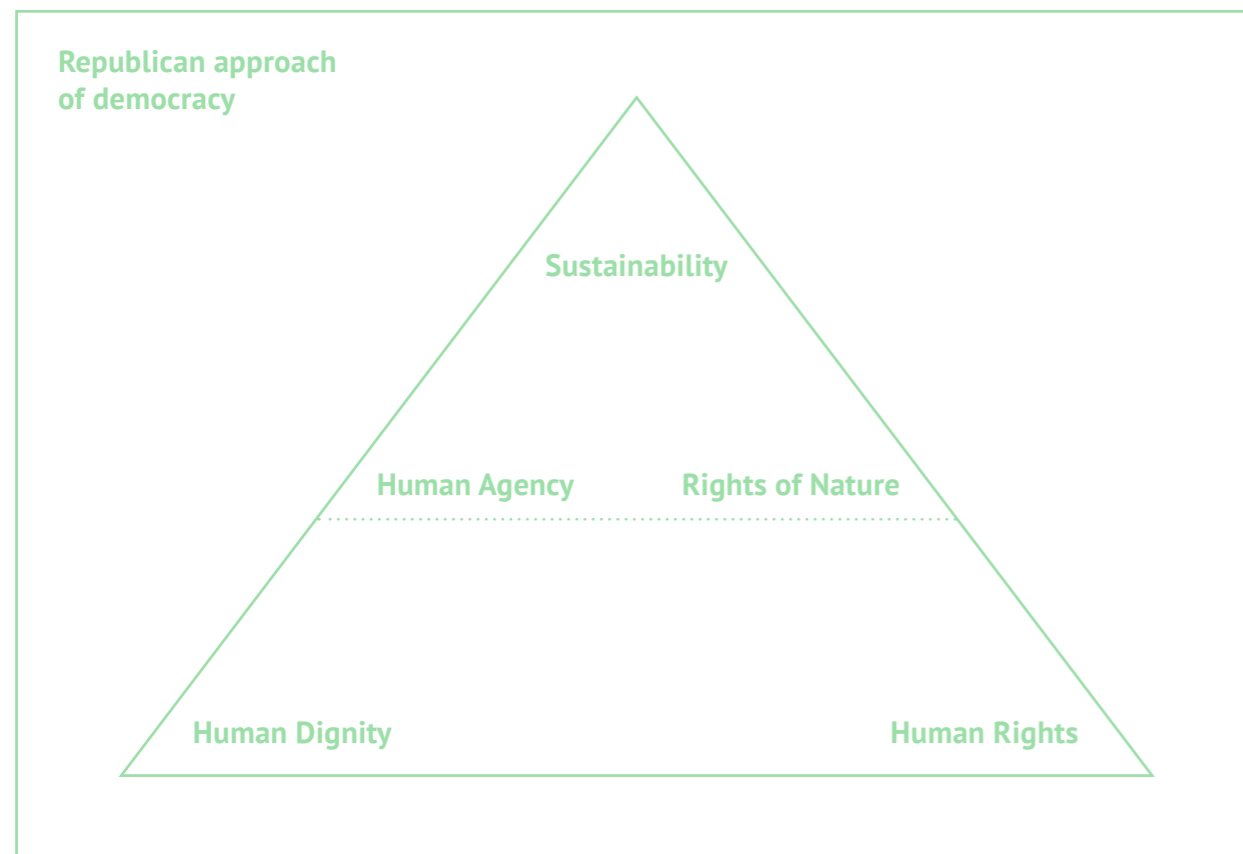 Republican approach
of democracy
Sustainability
Human Agency
Rights of Nature
Human Dignity
Human Rights